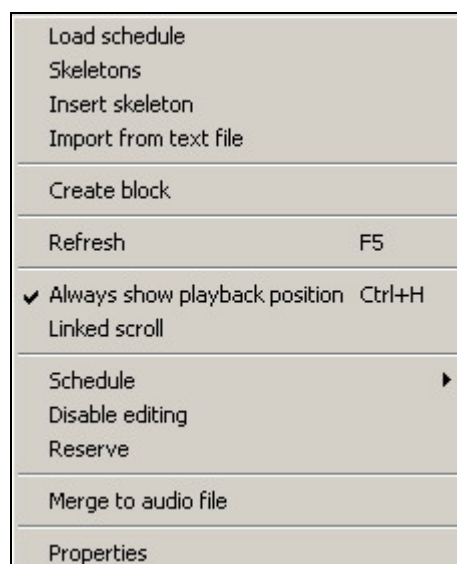 Load schedule
Skeletons
Insert skeleton
Import from text file
Create block
Refresh F5
Always show playback position Ctrl+H
Linked scroll
Schedule
Disable editing
Reserve
Merge to audio file
Properties